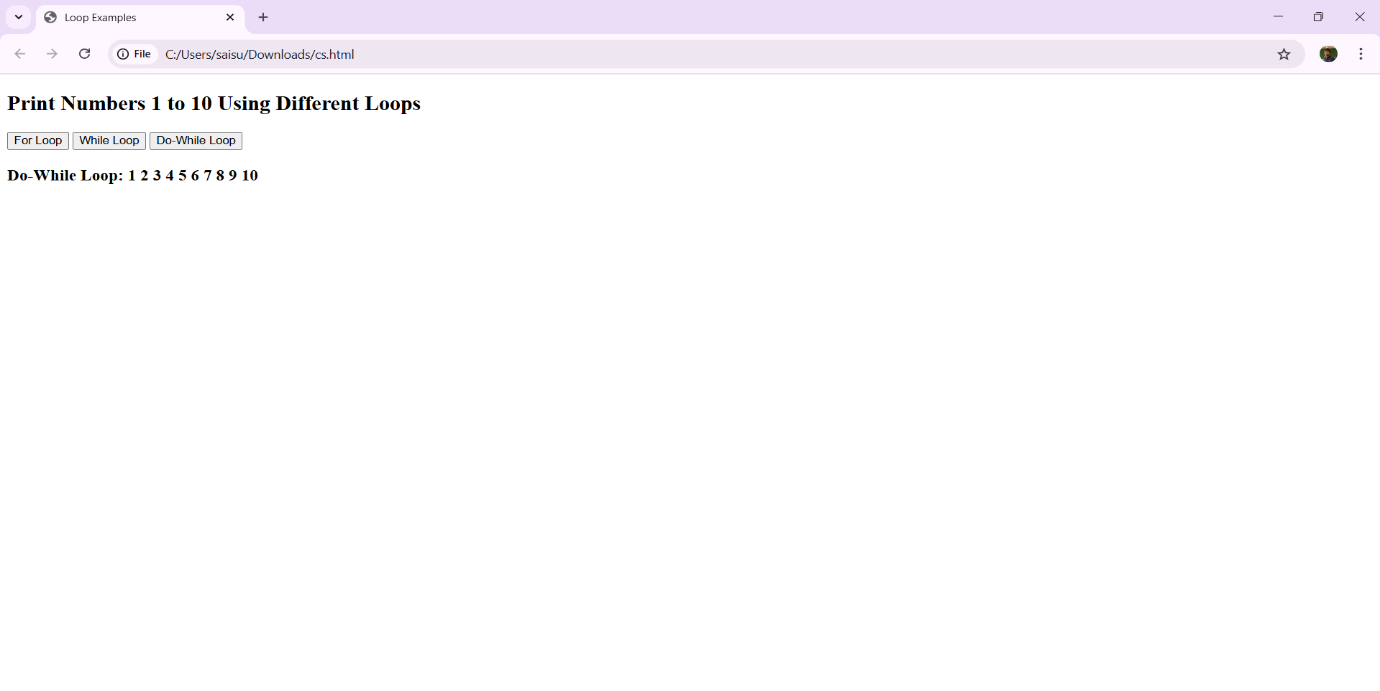 Loop Examples
File C:/Users/saisu/Downloads/cs.html
Print Numbers 1 to 10 Using Different Loops
For Loop While Loop Do-While Loop
Do-While Loop: 1 2 3 4 5 6 7 8 9 10